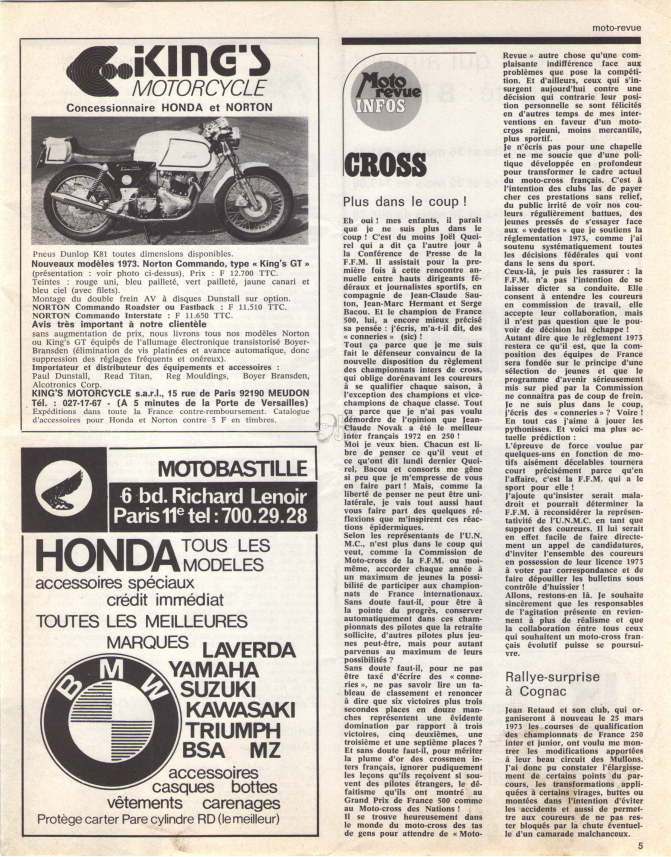 moto-revue
KING'S
MOTORCYCLE
Concessionnaire HONDA et NORTON
Pneus Dunlop K81 toutes dimensions disponibles.
Nouveaux modèles 1973. Norton Commando, type « King's GT »
(présentation : voir photo ci-dessus). Prix : F 12.700 TTC.
Teintes : rouge uni, bleu pailleté, vert pailleté, jaune canari et
bleu ciel (avec filets).
Montage du double frein AV à disques Dunstall sur option.
NORTON Commando Roadster ou Fastback : F 11.510 TTC.
NORTON Commando Interstate : F 11.650 TTC.
Avis très important à notre clientèle
sans augmentation de prix, nous livrons tous nos modèles Norton
ou King's GT équipés de l'allumage électronique transistorisé Boyer-
Bransden (élimination de vis platinées et avance automatique, donc
suppression des réglages fréquents et onéreux).
Importateur et distributeur des équipements et accessoires :
Paul Dunstall, Read Titan, Reg Mouldings, Boyer Bransden,
Alcotronics Corp.
KING'S MOTORCYCLE s.a.r.l., 15 rue de Paris 92190 MEUDON
Tél. : 027-17-67 - (A 5 minutes de la Porte de Versailles)
Expéditions dans toute la France contre-remboursement. Catalogue
d'accessoires pour Honda et Norton contre 5 F en timbres.
MOTOBASTILLE
6 bd. Richard Lenoir
Paris 11e tel : 700.29.28
HONDA TOUS LES
MODELES
accessoires spéciaux
crédit immédiat
TOUTES LES MEILLEURES
MARQUES
BMW
LAVERDA
YAMAHA
SUZUKI
KAWASAKI
TRIUMPH
BSA MZ
accessoires
casques bottes
vêtements carenages
Protège carter Pare cylindre RD (le meilleur)
Moto
revue
INFOS
CROSS
Plus dans le coup !
Eh oui ! mes enfants, il paraît
que je ne suis plus dans le
coup ! C'est du moins Joël Quei-
rel qui a dit ça l'autre jour à
la Conférence de Presse de la
F.F.M. Il assistait pour la pre-
mière fois à cette rencontre an-
nuelle entre hauts dirigeants fé-
déraux et journalistes sportifs, en
compagnie de Jean-Claude Sau-
ton, Jean-Marc Hermant et Serge
Bacou. Et le champion de France
500, lui, a encore mieux précisé
sa pensée : j'écris, m'a-t-il dit, des
« conneries » (sic) !
Tout ça parce que je me suis
fait le défenseur convaincu de la
nouvelle disposition du règlement
des championnats inters de cross,
qui oblige dorénavant les coureurs
à se qualifier chaque saison, à
l'exception des champions et vice-
champions de chaque classe. Tout
ça parce que je n'ai pas voulu
démordre de l'opinion que Jean-
Claude Novak a été le meilleur
inter français 1972 en 250 !
Moi je veux bien. Chacun est li-
bre de penser ce qu'il veut et
ce qu'ont dit lundi dernier Quei-
rel, Bacou et consorts me gêne
si peu que je m'empresse de vous
en faire part ! Mais, comme la
liberté de penser ne peut être uni-
latérale, je vais tout aussi haut
vous faire part des quelques ré-
flexions que m'inspirent ces réac-
tions épidermiques.
Selon les représentants de l'U.N.
M.C., n'est plus dans le coup qui
veut, comme la Commission de
Moto-cross de la F.F.M. ou moi-
même, accorder chaque année à
un maximum de jeunes la possi-
bilité de participer aux champion-
nats de France internationaux.
Sans doute faut-il, pour être à
la pointe du progrès, conserver
automatiquement dans ces cham-
pionnats des pilotes que la retraite
sollicite, d'autres pilotes plus jeu-
nes peut-être, mais pour autant
parvenus au maximum de leurs
possibilités ?
Sans doute faut-il, pour ne pas
être taxé d'écrire des « conne-
ries », ne pas savoir lire un ta-
bleau de classement et renoncer
à dire que six victoires plus trois
secondes places en douze man-
ches représentent une évidente
domination par rapport à trois
victoires, cinq deuxièmes, une
troisième et une septième places ?
Et sans doute faut-il, pour mériter
la plume d'or des crossmen in-
ters français, ignorer pudiquement
les leçons qu'ils reçoivent si sou-
vent des pilotes étrangers, le dé-
faitisme qu'ils ont montré au
Grand Prix de France 500 comme
au Moto-cross des Nations !
Il se trouve heureusement dans
le monde du moto-cross des tas
de gens pour attendre de « Moto-
Revue » autre chose qu'une com-
plaisante indifférence face aux
problèmes que pose la compéti-
tion. Et d'ailleurs, ceux qui s'in-
surgent aujourd'hui contre une
décision qui contrarie leur posi-
tion personnelle se sont félicités
en d'autres temps de mes inter-
ventions en faveur d'un moto-
cross rajeuni, moins mercantile,
plus sportif.
Je n'écris pas pour une chapelle
et ne me soucie que d'une poli-
tique développée en profondeur
pour transformer le cadre actuel
du moto-cross français. C'est à
l'intention des clubs las de payer
cher ces prestations sans relief,
du public irrité de voir nos cou-
leurs régulièrement battues, des
jeunes pressés de s'essayer face
aux « vedettes » que je soutiens la
réglementation 1973, comme j'ai
soutenu systématiquement toutes
les décisions fédérales qui vont
dans le sens du sport.
Ceux-là, je puis les rassurer : la
F.F.M. n'a pas l'intention de se
laisser dicter sa conduite. Elle
consent à entendre les coureurs
en commission de travail, elle
accepte leur collaboration, mais
il n'est pas question que le pou-
voir de décision lui échappe !
Autant dire que le règlement 1973
restera ce qu'il est, que la com-
position des équipes de France
sera fondée sur le principe d'une
sélection de jeunes et que le
programme d'avenir sérieusement
mis sur pied par la Commission
ne connaîtra pas de coup de frein.
Je ne suis plus dans le coup,
j'écris des « conneries » ? Voire !
En tout cas j'aime à jouer les
pythonisses. Et voici ma plus ac-
tuelle prédiction :
L'épreuve de force voulue par
quelques-uns en fonction de mo-
tifs aisément décelables tournera
court précisément parce qu'en
l'affaire, c'est la F.F.M. qui a le
sport pour elle !
J'ajoute qu'insister serait mala-
droit et pourrait déterminer la
F.F.M. à reconsidérer la représen-
tativité de l'U.N.M.C. en tant que
support des coureurs. Il lui serait
en effet facile de faire directe-
ment un appel de candidatures,
d'inviter l'ensemble des coureurs
en possession de leur licence 1973
à voter par correspondance et de
faire dépouiller les bulletins sous
contrôle d'huissier !
Allons, restons-en là. Je souhaite
sincèrement que les responsables
de l'agitation présente en revien-
nent à plus de réalisme et que
la collaboration entre tous ceux
qui souhaitent un moto-cross fran-
çais évolutif puisse se poursui-
vre.
Rallye-surprise
à Cognac
Jean Retaud et son club, qui or-
ganiseront à nouveau le 25 mars
1973 les courses de qualification
des championnats de France 250
inter et junior, ont voulu me mon-
trer les modifications apportées
à leur beau circuit des Mullons.
J'ai donc pu constater l'élargisse-
ment de certains points du par-
cours, les transformations appli-
quées à certains virages, buttes ou
montées dans l'intention d'éviter
les accidents et aussi de permet-
tre aux coureurs de ne pas res-
ter bloqués par la chute éventuel-
le d'un camarade malchanceux.
5